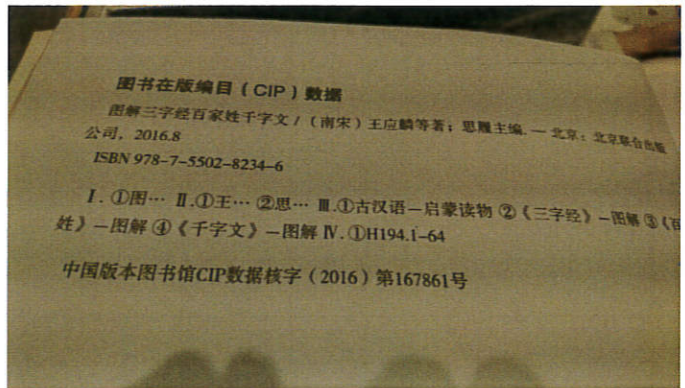 图书在版编目（CIP）数据
图解三字经百家姓千字文 /（南宋）王应麟等著；思履主编. — 北京：北京联合出版
公司，2016.8
ISBN 978-7-5502-8234-6
Ⅰ. ①图… Ⅱ.①王… ②思… Ⅲ.①古汉语－启蒙读物 ②《三字经》－图解 ③《百
姓》－图解 ④《千字文》－图解 Ⅳ. ①H194.1-64
中国版本图书馆CIP数据核字（2016）第167861号